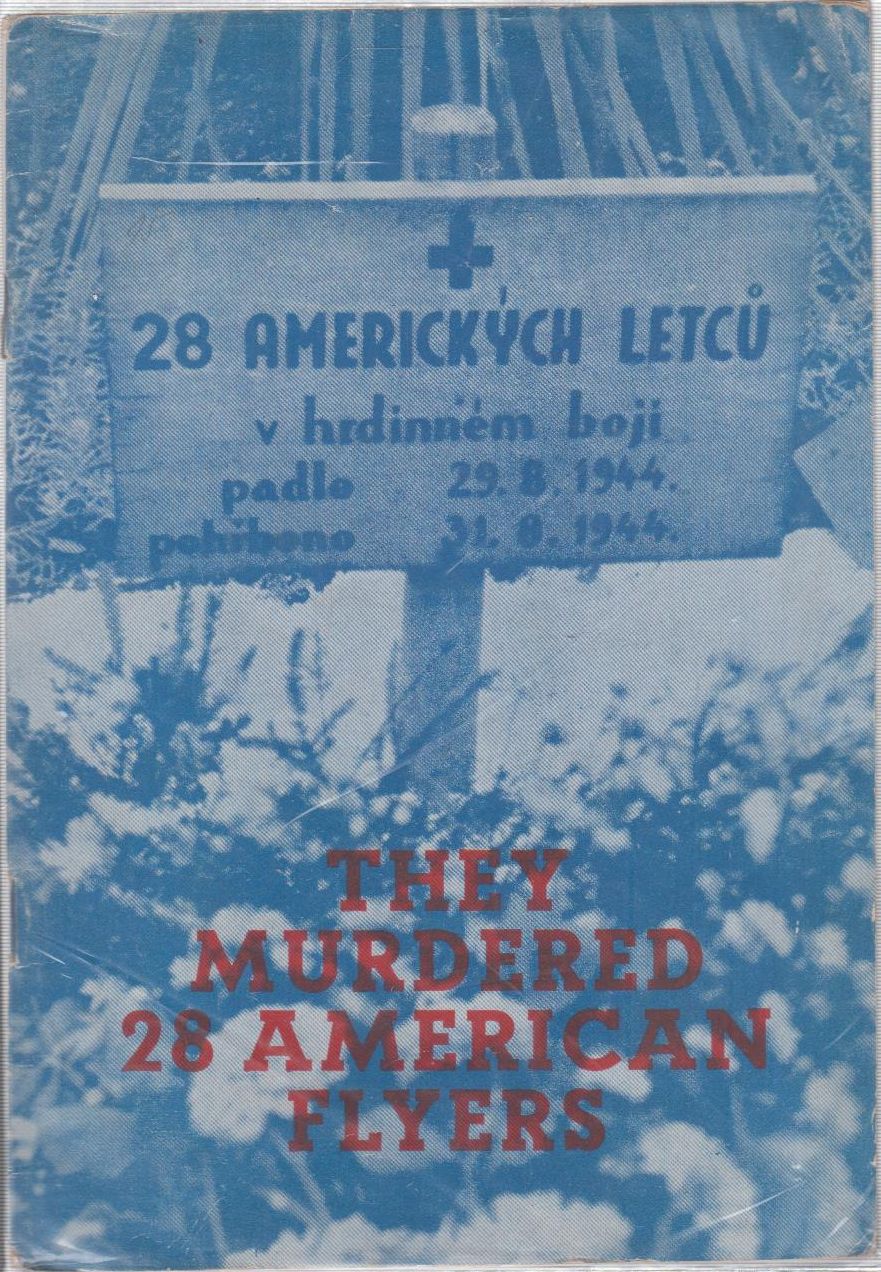 28 AMERICKÝCH LETCŮ
v hrdinném boji
padlo 29. 8. 1944.
pohřbeno 31. 8. 1944.
THEY
MURDERED
28 AMERICAN
FLYERS